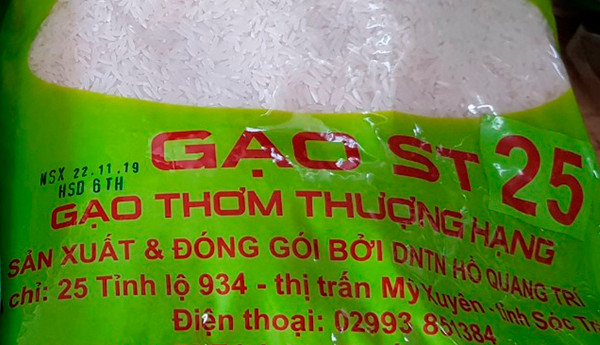 GẠO ST 25
NSX 22.11.19
HSD 6TH
GẠO THƠM THƯỢNG HẠNG
SẢN XUẤT & ĐÓNG GÓI BỞI DNTN HỒ QUANG TRÍ
chỉ: 25 Tỉnh lộ 934 - thị trấn Mỹ Xuyên - tỉnh Sóc
Điện thoại: 02993 851384